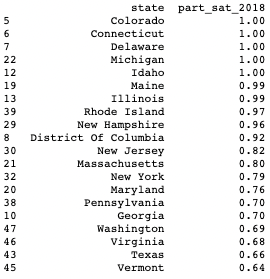 state part_sat_2018
5 Colorado 1.00
6 Connecticut 1.00
7 Delaware 1.00
22 Michigan 1.00
12 Idaho 1.00
19 Maine 0.99
13 Illinois 0.99
39 Rhode Island 0.97
29 New Hampshire 0.96
8 District Of Columbia 0.92
30 New Jersey 0.82
21 Massachusetts 0.80
32 New York 0.79
20 Maryland 0.76
38 Pennsylvania 0.70
10 Georgia 0.70
47 Washington 0.69
46 Virginia 0.68
43 Texas 0.66
45 Vermont 0.64